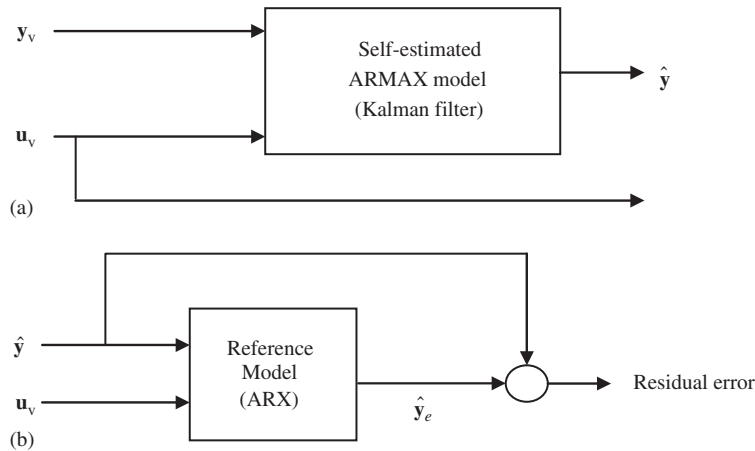 y_v
Self-estimated
ARMAX model
(Kalman filter)
ŷ
u_v
(a)
ŷ
Reference
Model
(ARX)
Residual error
u_v
ŷ_e
(b)